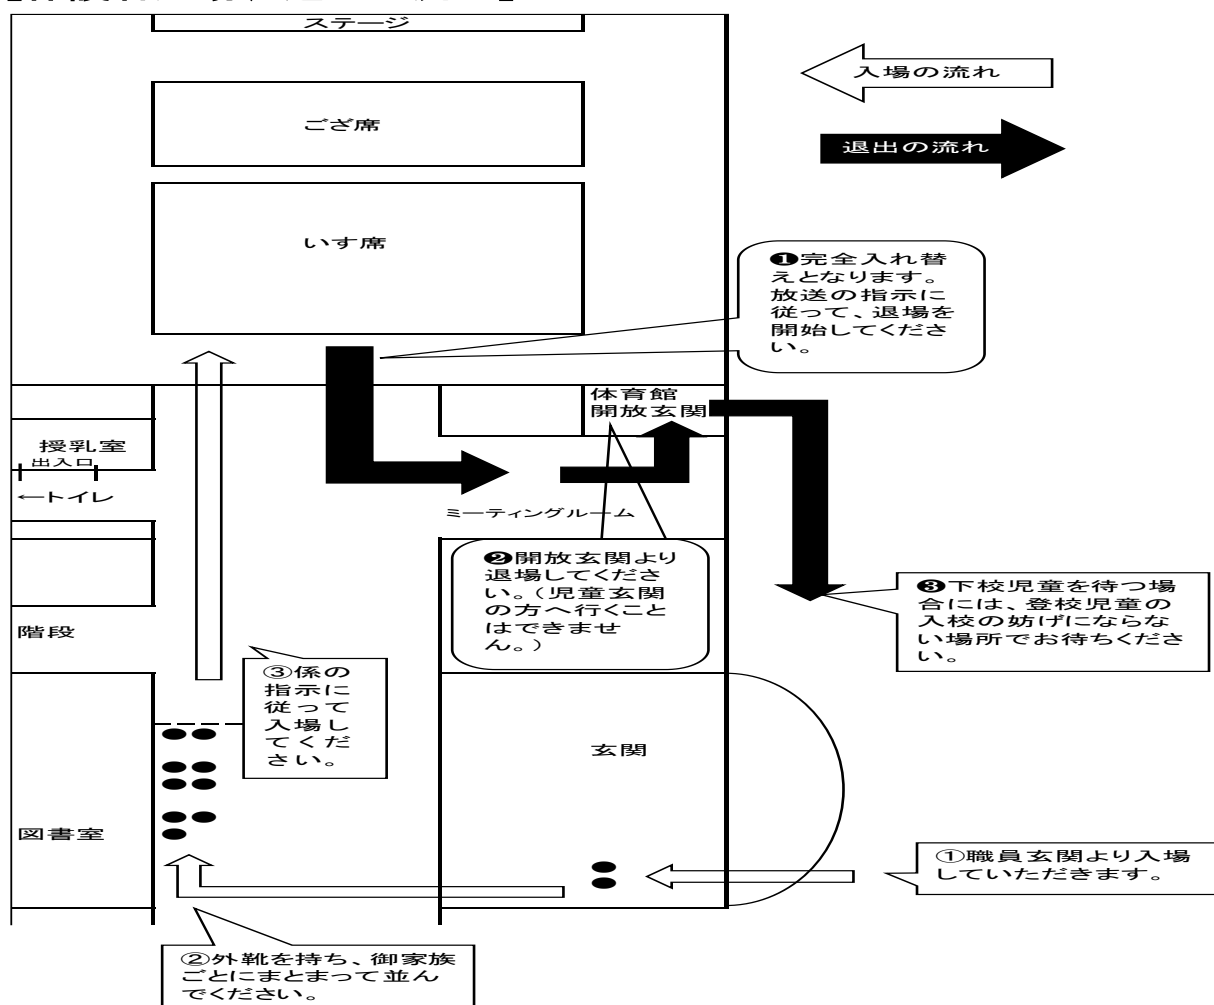 ステージ
入場の流れ
ござ席
退出の流れ
いす席
❶完全入れ替
えとなります。
放送の指示に
従って、退場を
開始してくださ
い。
体育館
開放玄関
授乳室
出入口
←トイレ
ミーティングルーム
❷開放玄関より
退場してくださ
い。(児童玄関
の方へ行くこと
はできませ
ん。)
❸下校児童を待つ場
合には、登校児童の
入校の妨げにならな
い場所でお待ちくださ
い。
階段
③係の
指示に
従って
入場し
てくだ
さい。
玄関
図書室
①職員玄関より入場
していただきます。
②外靴を持ち、御家族
ごとにまとまって並ん
でください。